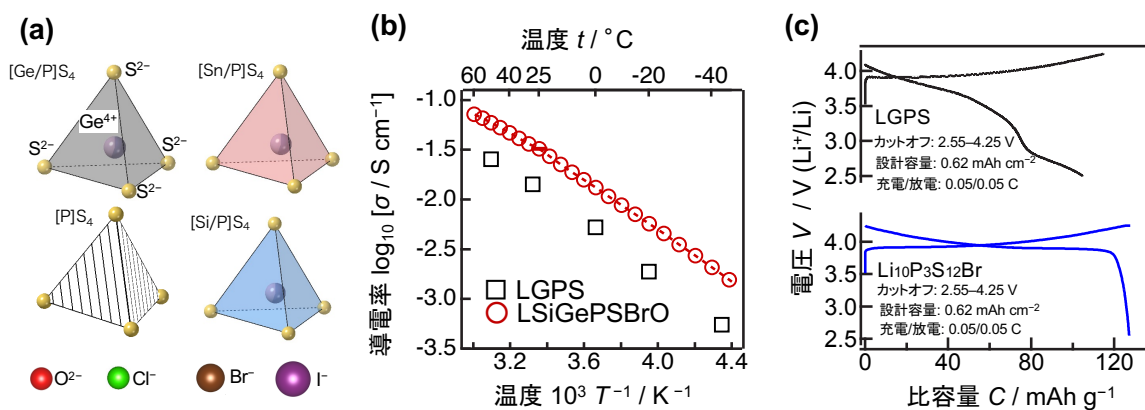 (a)
[Ge/P]S₄
S²⁻
Ge⁴⁺
S²⁻
S²⁻
S²⁻
[Sn/P]S₄
[P]S₄
[Si/P]S₄
O²⁻
Cl⁻
Br⁻
I⁻
(b)
温度 t / ˚C
60
40
25
0
-20
-40
導電率 log₁₀ [σ / S cm⁻¹]
-1.0
-1.5
-2.0
-2.5
-3.0
-3.5
LGPS
LSiGePSBrO
3.2
3.6
4.0
4.4
温度 10³ T⁻¹ / K⁻¹
(c)
電圧 V / V (Li⁺/Li)
4.0
3.5
3.0
2.5
LGPS
カットオフ: 2.55–4.25 V
設計容量: 0.62 mAh cm⁻²
充電/放電: 0.05/0.05 C
4.0
3.5
3.0
2.5
Li₁₀P₃S₁₂Br
カットオフ: 2.55–4.25 V
設計容量: 0.62 mAh cm⁻²
充電/放電: 0.05/0.05 C
0
40
80
120
比容量 C / mAh g⁻¹